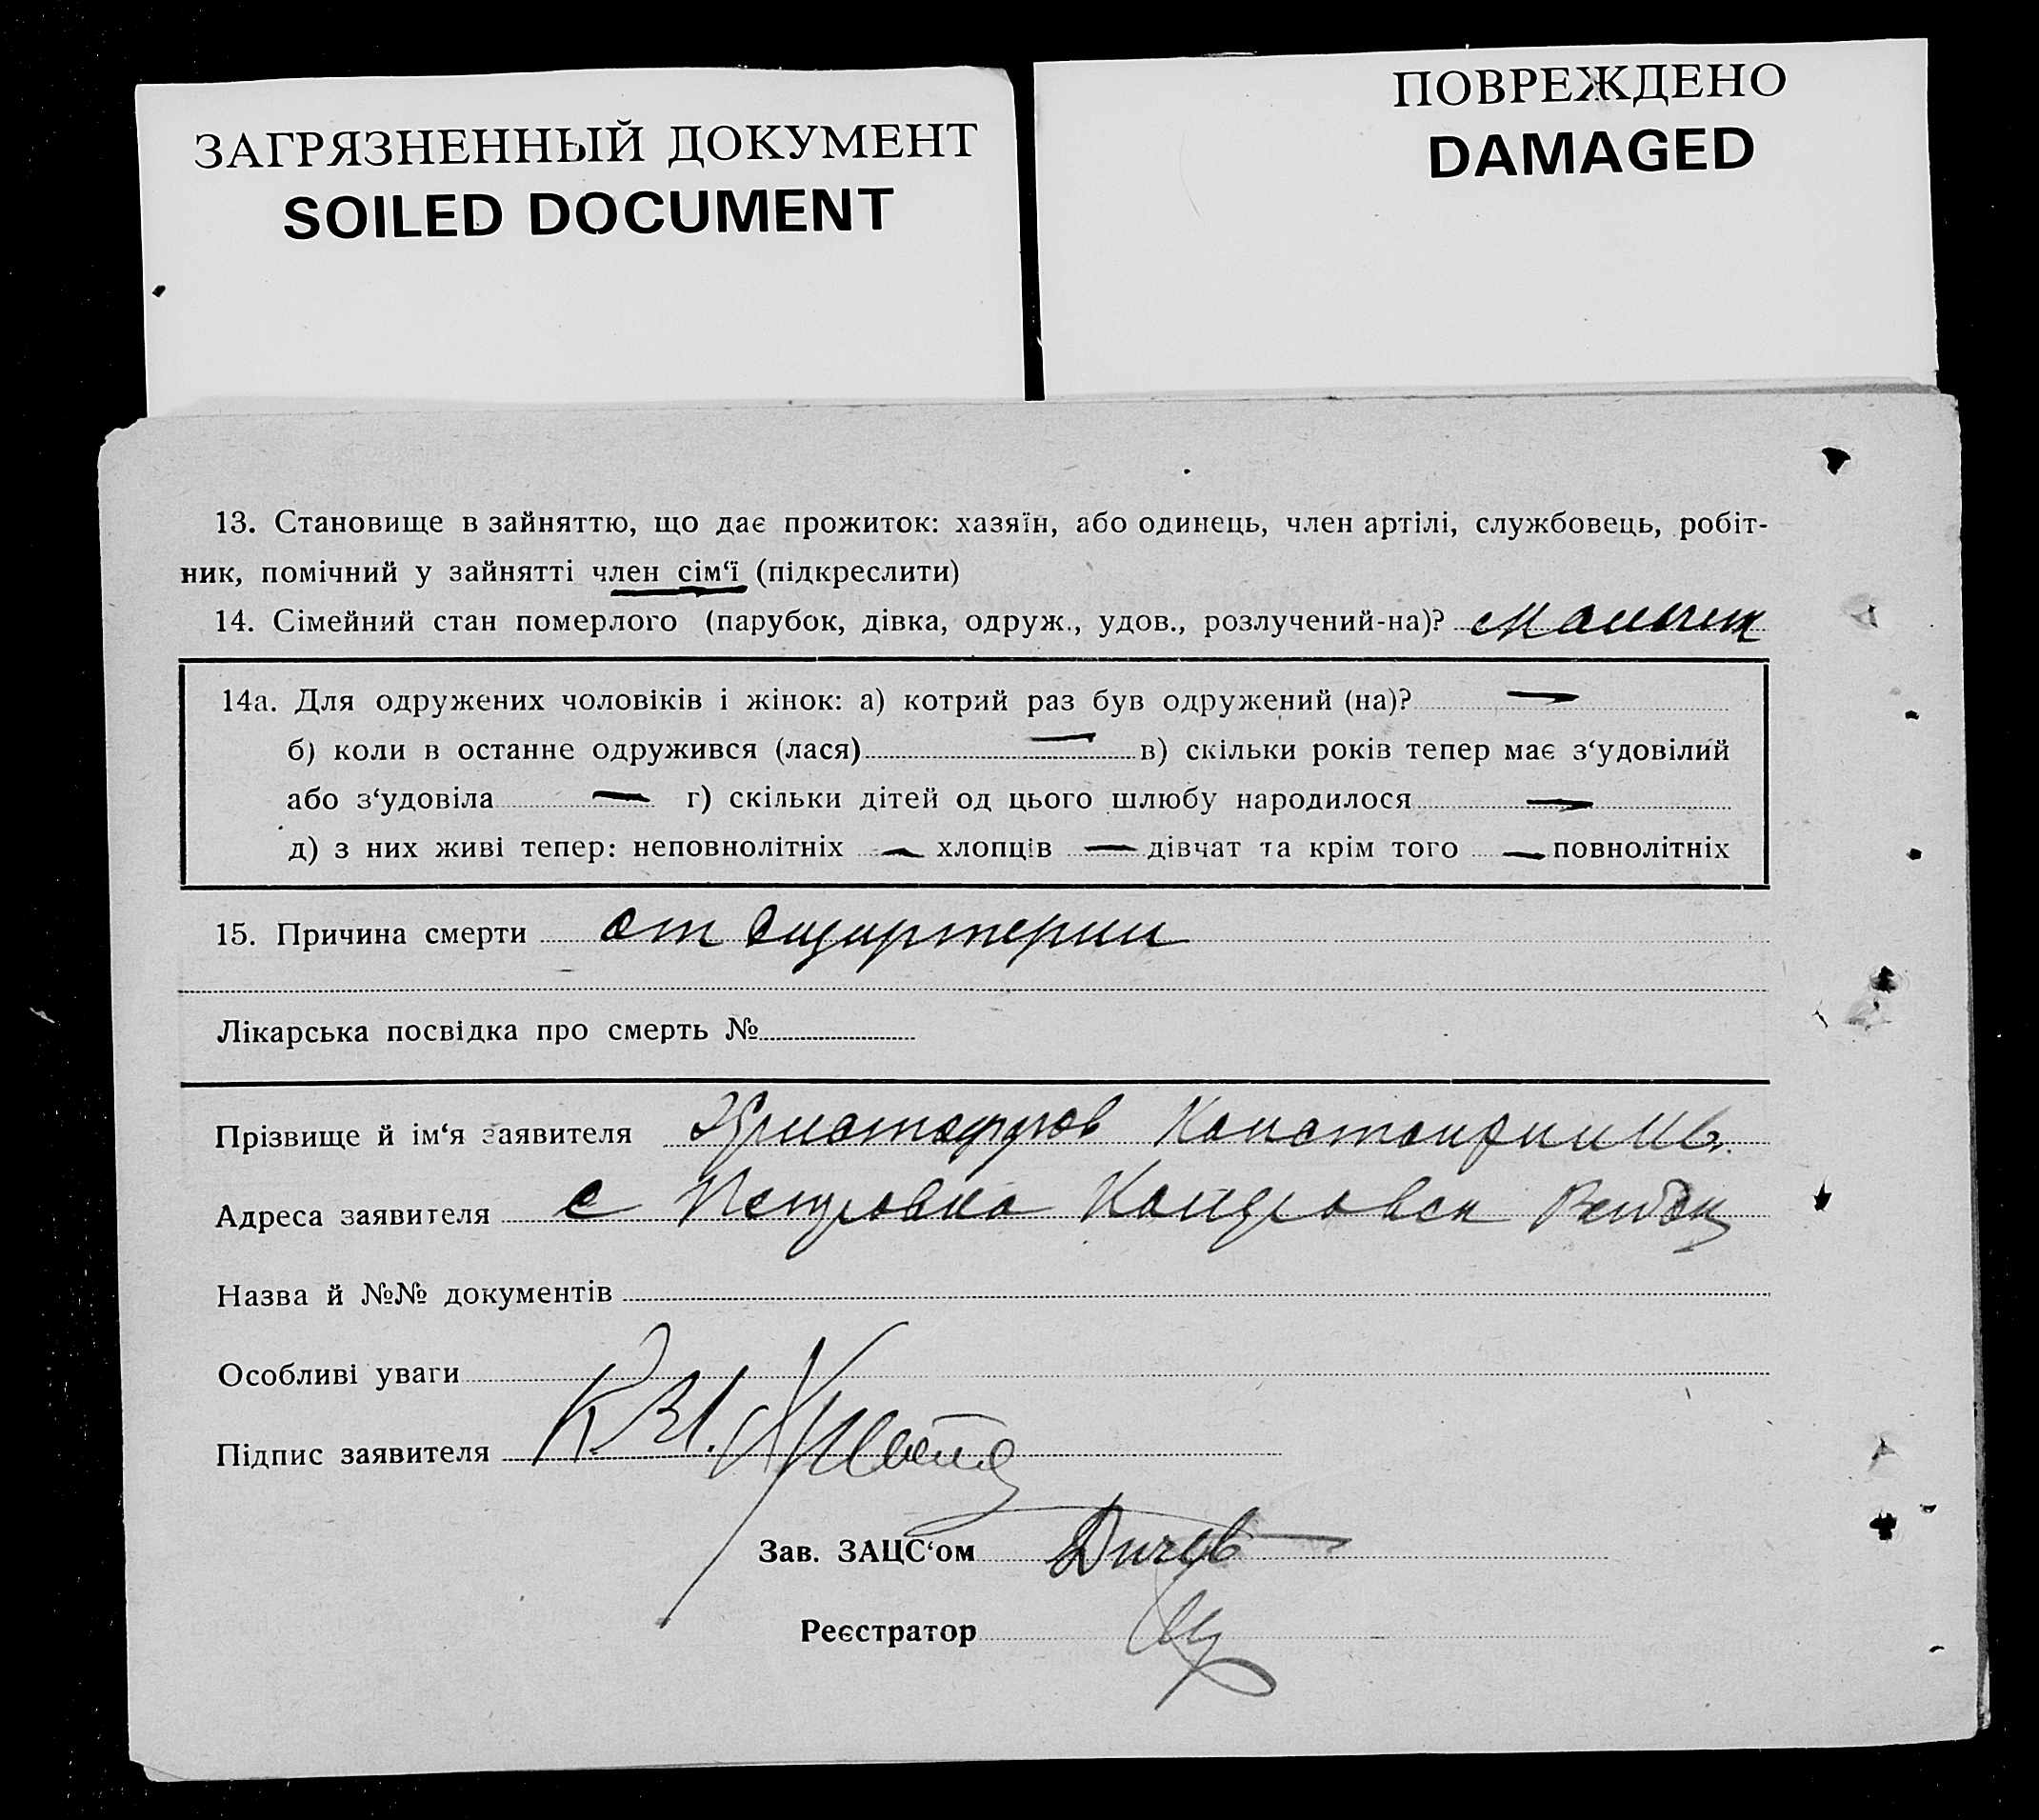 ЗАГРЯЗНЕННЫЙ ДОКУМЕНТ
SOILED DOCUMENT
ПОВРЕЖДЕНО
DAMAGED
13. Становище в зайняттю, що дає прожиток: хазяїн, або одинець, член артілі, службовець, робіт-
ник, помічний у зайнятті член сім‘ї (підкреслити)
14. Сімейний стан померлого (парубок, дівка, одруж., удов., розлучений-на)?
14а. Для одружених чоловіків і жінок: а) котрий раз був одружений (на)? —
б) коли в останне одружився (лася) — в) скільки років тепер має з‘удовілий
або з‘удовіла — г) скільки дітей од цього шлюбу народилося —
д) з них живі тепер: неповнолітніх — хлопців — дівчат та крім того — повнолітніх
15. Причина смерти от
Лікарська посвідка про смерть №
Прізвище й ім‘я заявителя Христофоров Константин
Адреса заявителя с Петровка
Назва й №№ документів
Особливі уваги
Підпис заявителя
Зав. ЗАЦС‘ом
Реєстратор